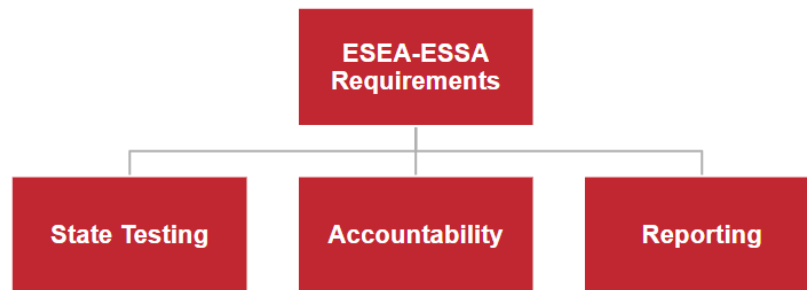 ESEA-ESSA
Requirements
State Testing
Accountability
Reporting